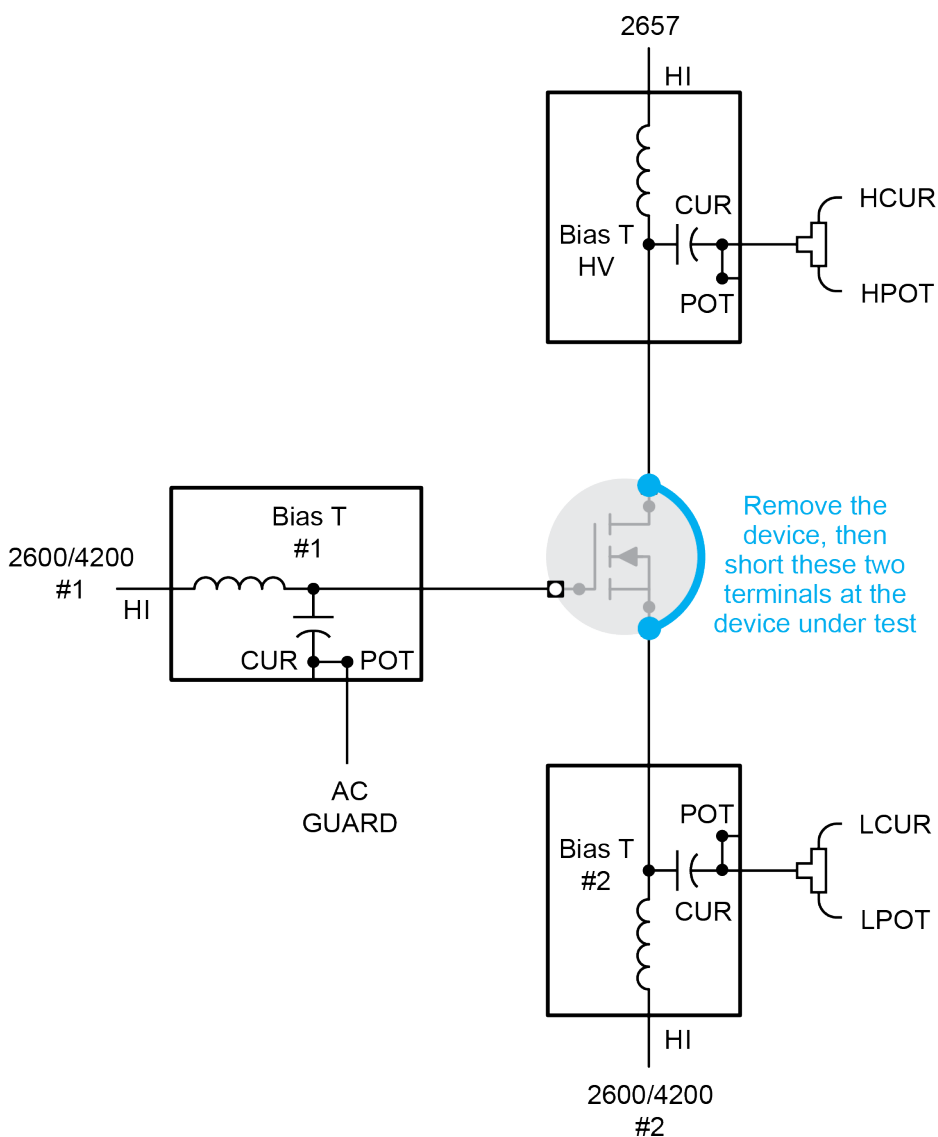 2657
HI
CUR
HCUR
Bias T
HV
HPOT
POT
Bias T
#1
2600/4200
#1
HI
CUR
POT
AC
GUARD
Remove the
device, then
short these two
terminals at the
device under test
POT
LCUR
Bias T
#2
CUR
LPOT
HI
2600/4200
#2